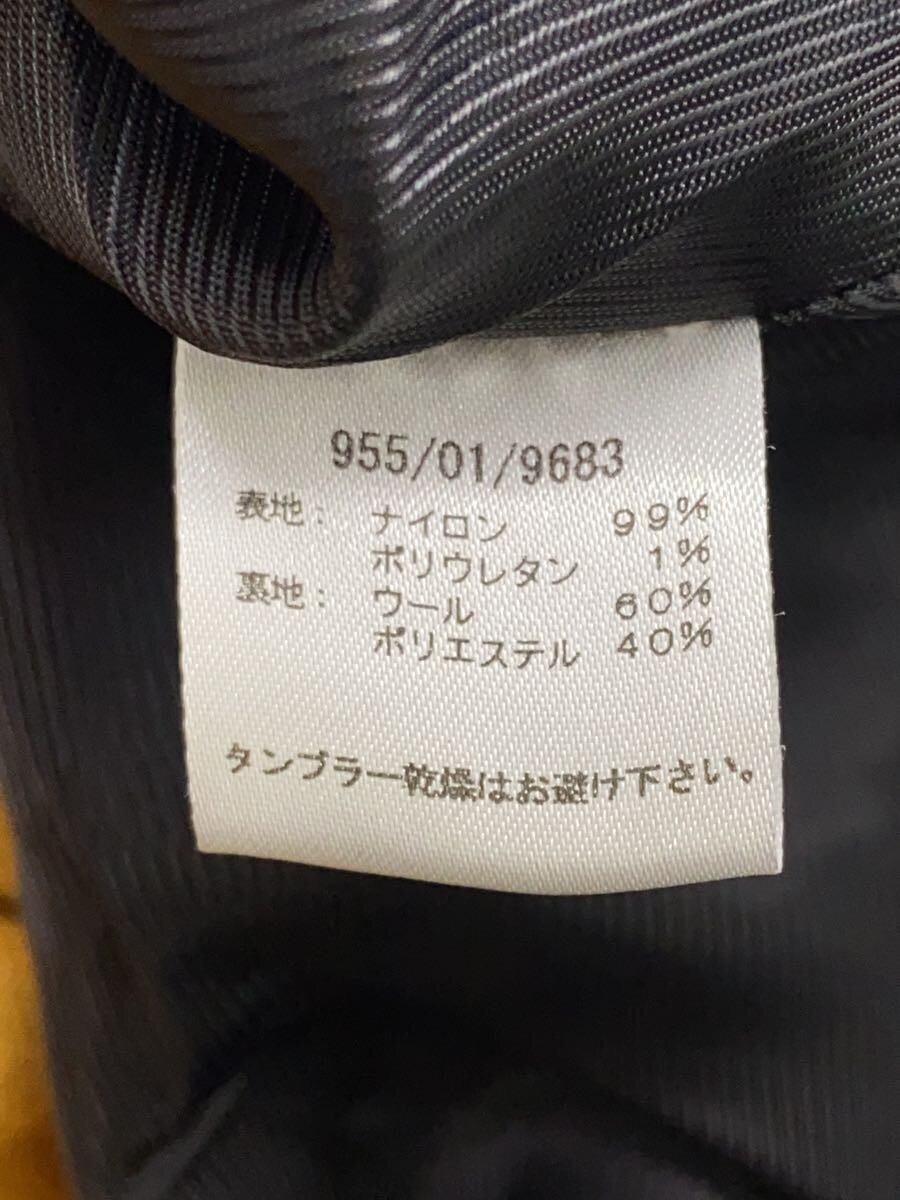 955/01/9683
表地： ナイロン 99%
ポリウレタン 1%
裏地： ウール 60%
ポリエステル 40%
タンブラー乾燥はお避け下さい。